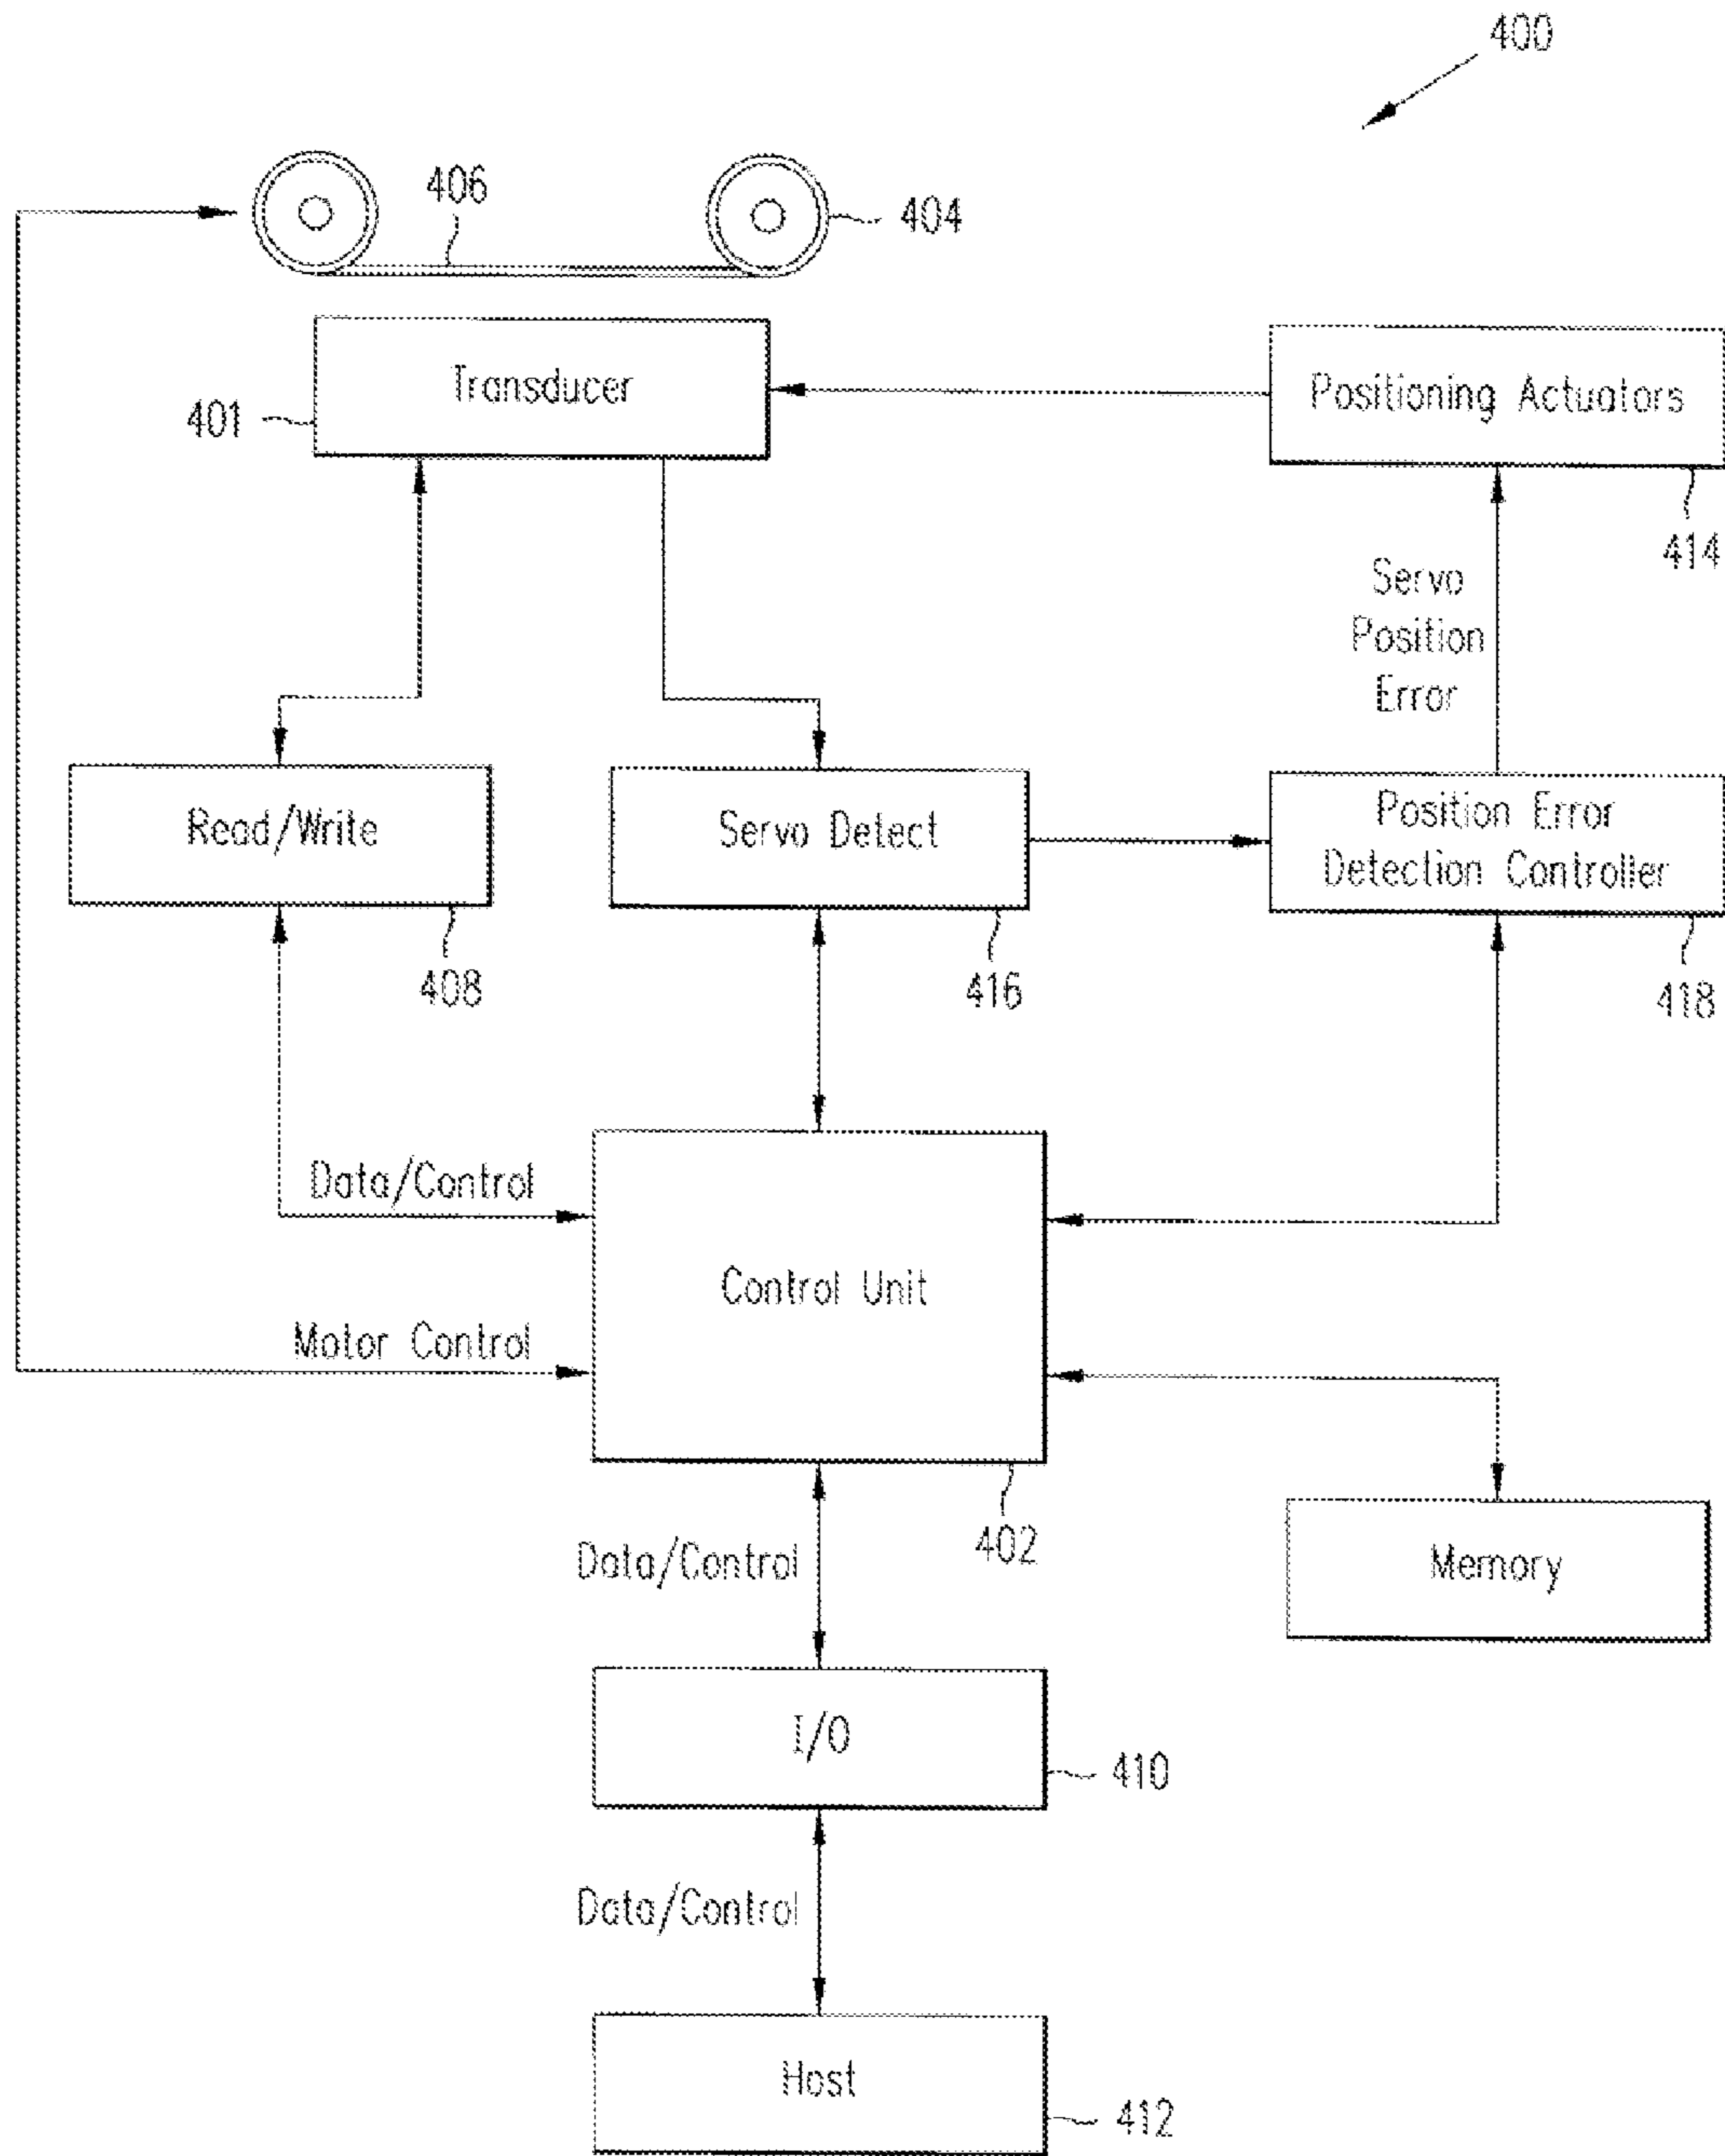 400
406
404
Transducer
401
Positioning Actuators
414
Servo
Position
Error
Read/Write
408
Servo Detect
416
Position Error
Detection Controller
418
Data/Control
Control Unit
Motor Control
402
Data/Control
Memory
I/O
410
Data/Control
Host
412